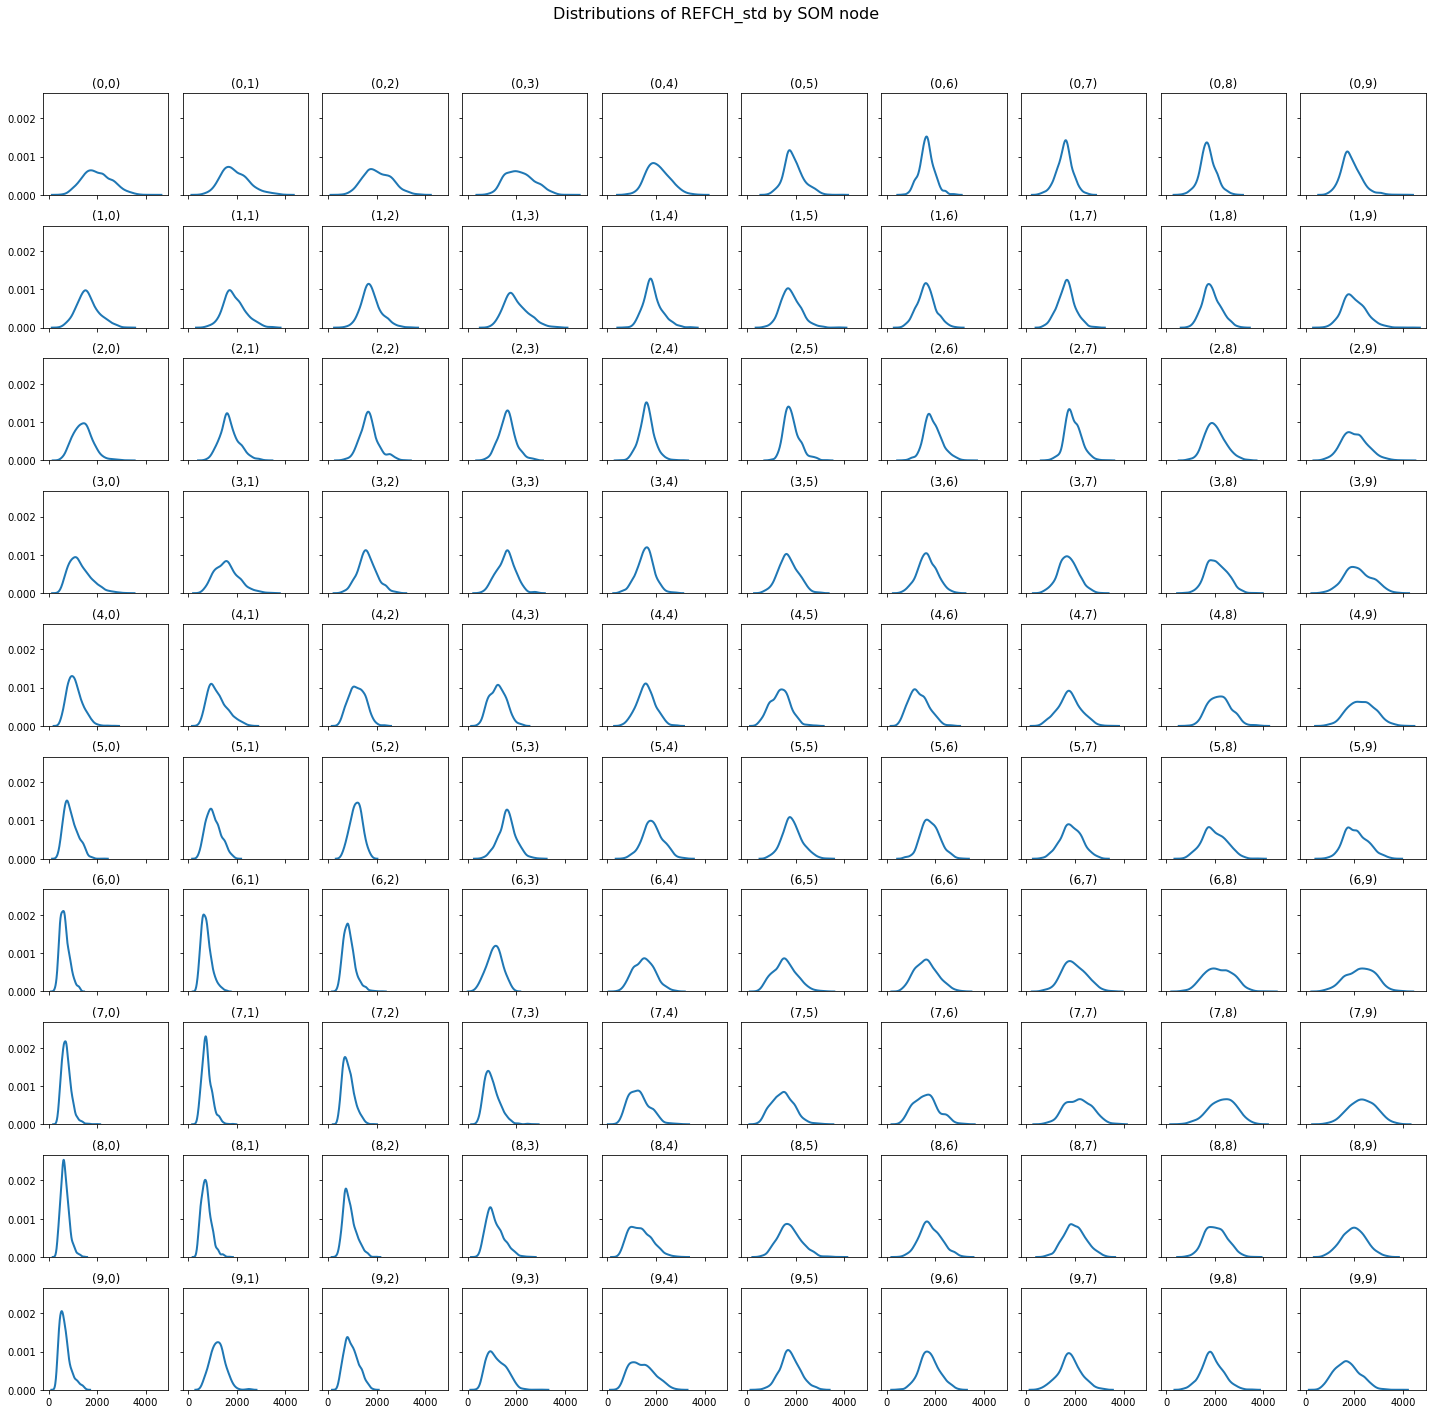 Distributions of REFCH_std by SOM node
(0,0) (0,1) (0,2) (0,3) (0,4) (0,5) (0,6) (0,7) (0,8) (0,9)
0.002
0.001
0.000
(1,0) (1,1) (1,2) (1,3) (1,4) (1,5) (1,6) (1,7) (1,8) (1,9)
0.002
0.001
0.000
(2,0) (2,1) (2,2) (2,3) (2,4) (2,5) (2,6) (2,7) (2,8) (2,9)
0.002
0.001
0.000
(3,0) (3,1) (3,2) (3,3) (3,4) (3,5) (3,6) (3,7) (3,8) (3,9)
0.002
0.001
0.000
(4,0) (4,1) (4,2) (4,3) (4,4) (4,5) (4,6) (4,7) (4,8) (4,9)
0.002
0.001
0.000
(5,0) (5,1) (5,2) (5,3) (5,4) (5,5) (5,6) (5,7) (5,8) (5,9)
0.002
0.001
0.000
(6,0) (6,1) (6,2) (6,3) (6,4) (6,5) (6,6) (6,7) (6,8) (6,9)
0.002
0.001
0.000
(7,0) (7,1) (7,2) (7,3) (7,4) (7,5) (7,6) (7,7) (7,8) (7,9)
0.002
0.001
0.000
(8,0) (8,1) (8,2) (8,3) (8,4) (8,5) (8,6) (8,7) (8,8) (8,9)
0.002
0.001
0.000
(9,0) (9,1) (9,2) (9,3) (9,4) (9,5) (9,6) (9,7) (9,8) (9,9)
0.002
0.001
0.000
0 2000 4000 0 2000 4000 0 2000 4000 0 2000 4000 0 2000 4000 0 2000 4000 0 2000 4000 0 2000 4000 0 2000 4000 0 2000 4000